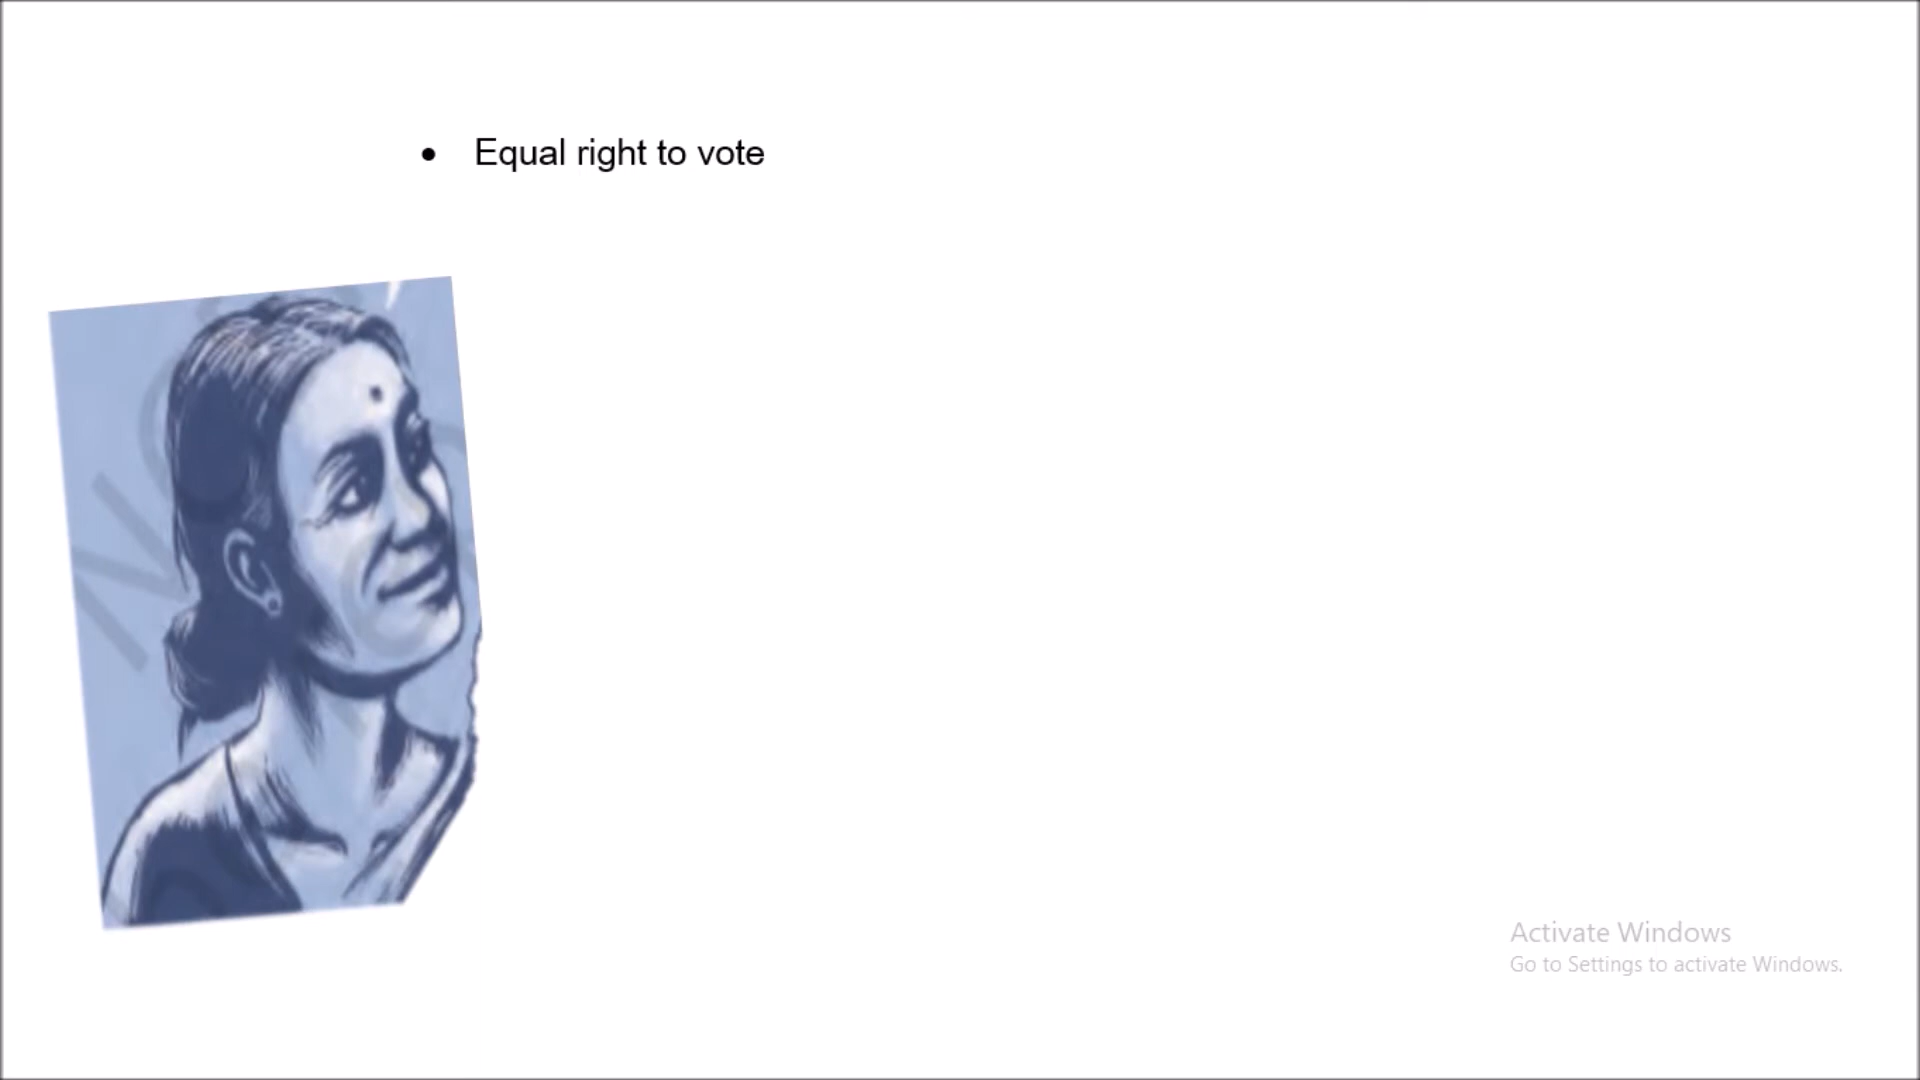 • Equal right to vote
Activate Windows
Go to Settings to activate Windows.